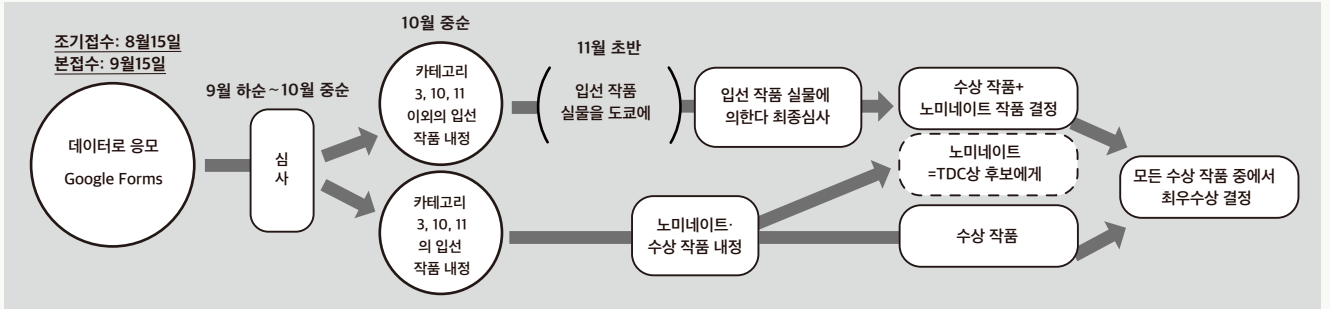 조기접수: 8월15일
본접수: 9월15일
데이터로 응모
Google Forms
9월 하순~10월 중순
심
사
10월 중순
카테고리
3, 10, 11
이외의 입선
작품 내정
카테고리
3, 10, 11
의 입선
작품 내정
11월 초반
입선 작품
실물을 도쿄에
입선 작품 실물에
의한다 최종심사
노미네이트·
수상 작품 내정
수상 작품+
노미네이트 작품 결정
노미네이트
=TDC상 후보에게
수상 작품
모든 수상 작품 중에서
최우수상 결정